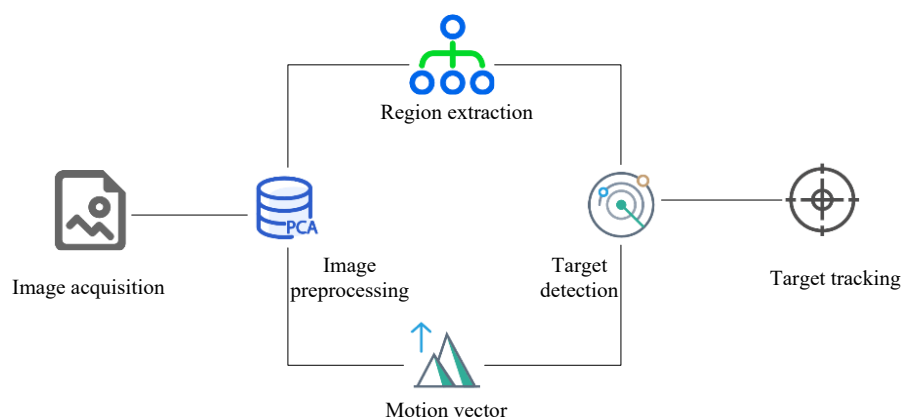 Region extraction
PCA
Image acquisition
Image
preprocessing
Target
detection
Target tracking
Motion vector